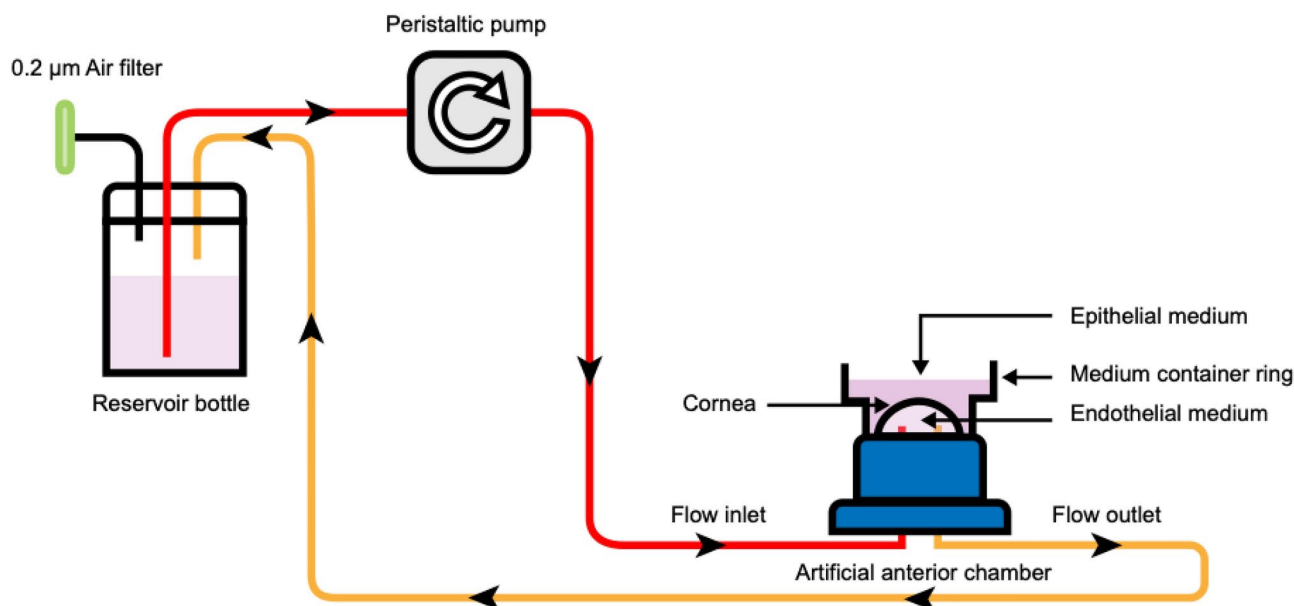 Peristaltic pump
0.2 µm Air filter
Reservoir bottle
Epithelial medium
Medium container ring
Cornea
Endothelial medium
Flow inlet
Flow outlet
Artificial anterior chamber